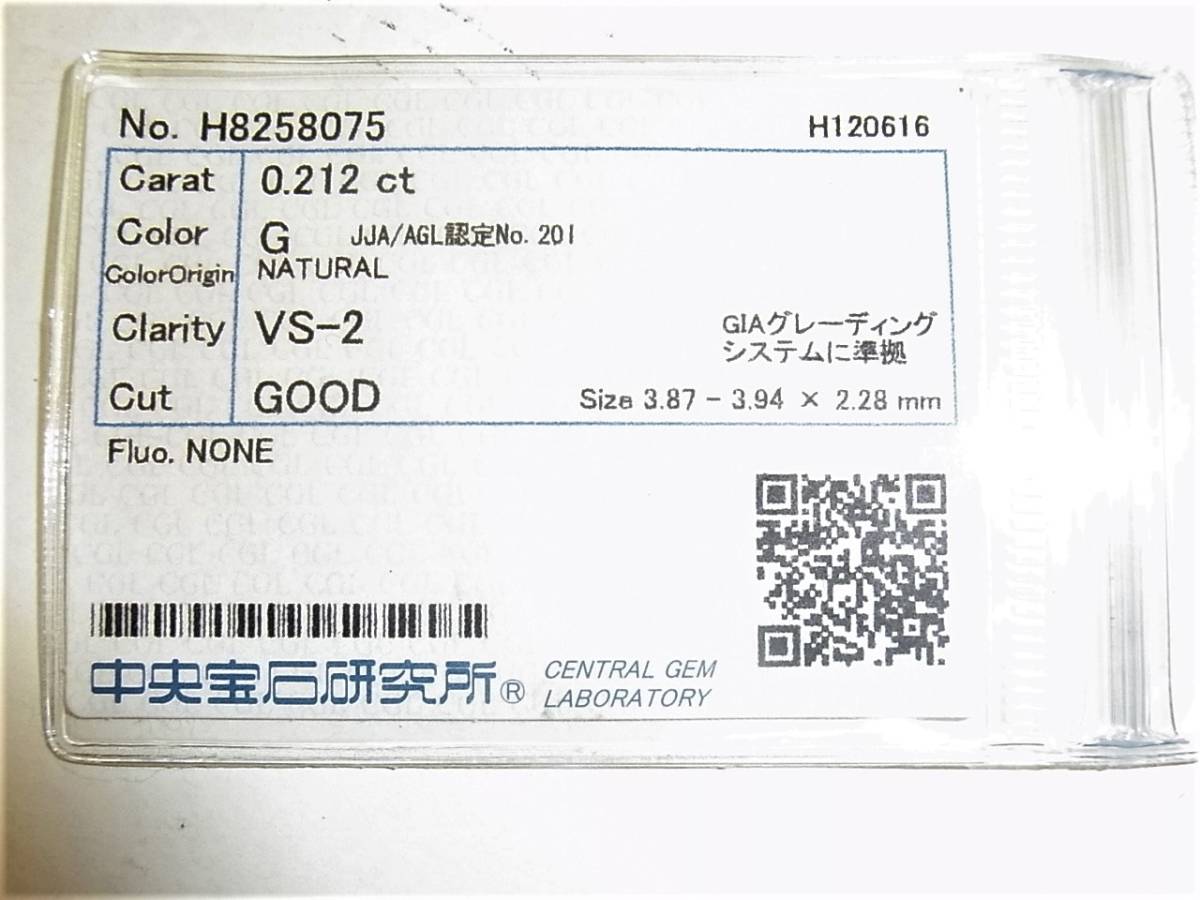 No. H8258075 H120616
Carat 0.212 ct
Color G JJA/AGL認定No. 201
ColorOrigin NATURAL
Clarity VS-2
GIAグレーディング
システムに準拠
Cut GOOD Size 3.87 - 3.94 × 2.28 mm
Fluo. NONE
中央宝石研究所® CENTRAL GEM
LABORATORY